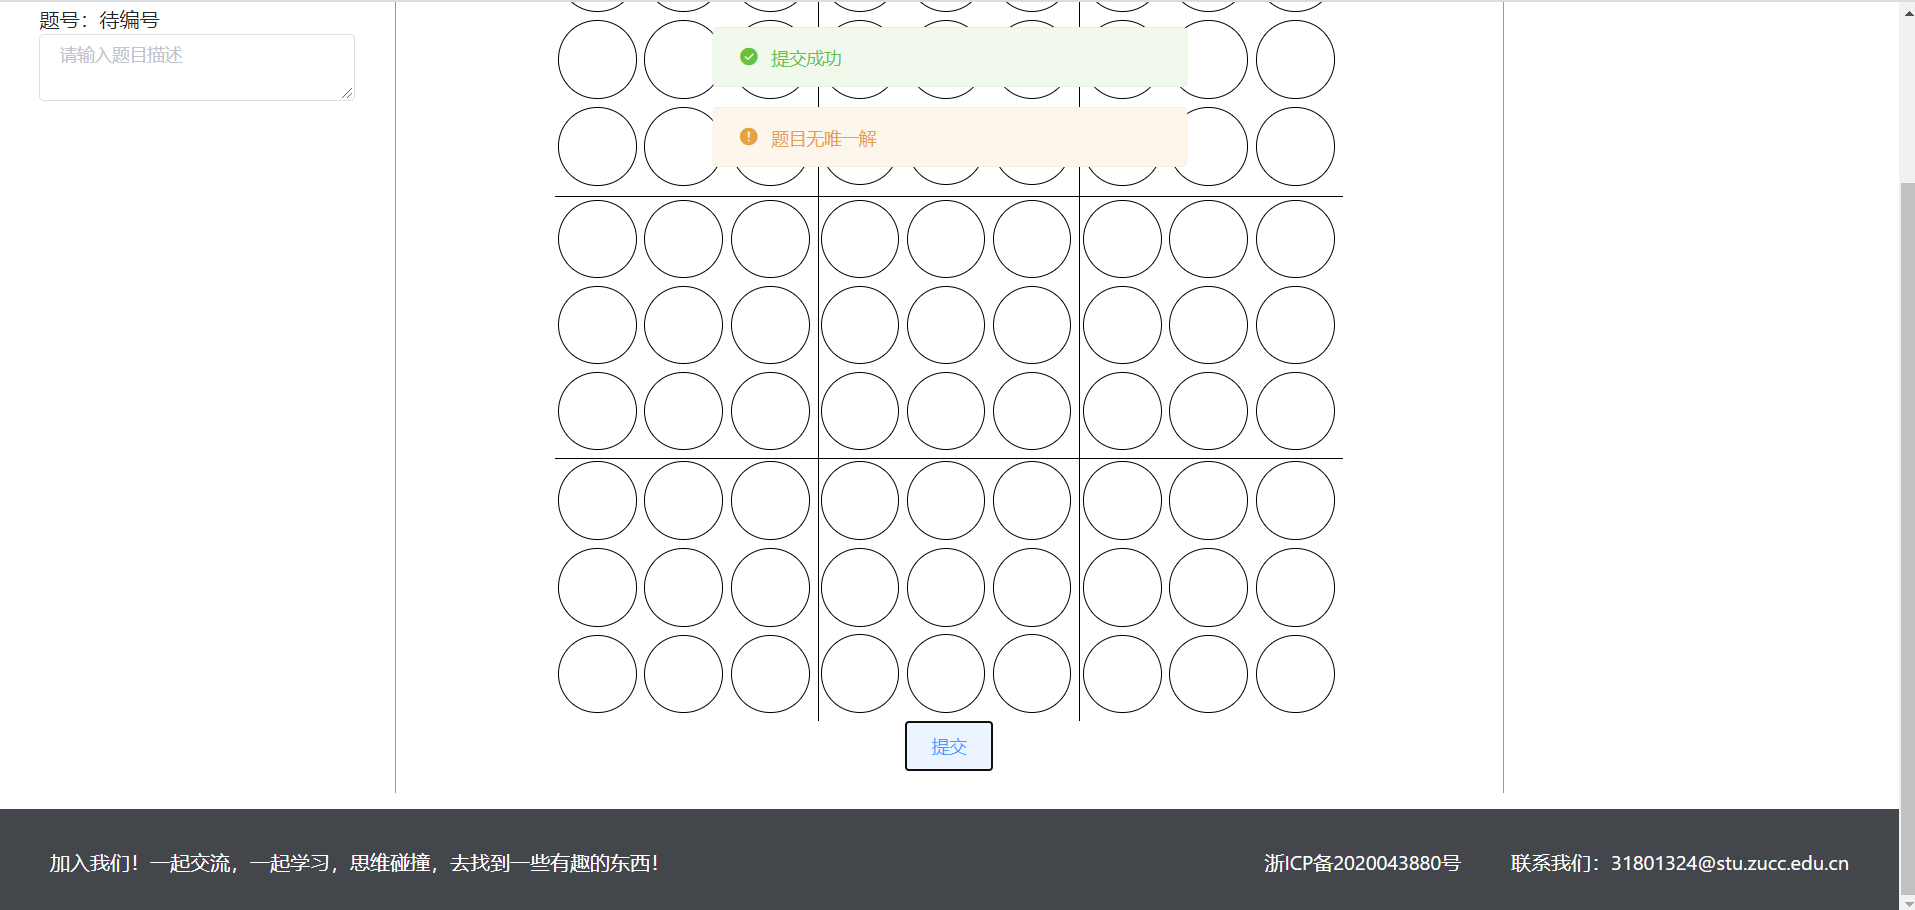 题号：待编号
请输入题目描述
提交成功
题目无唯一解
提交
加入我们！一起交流，一起学习，思维碰撞，去找到一些有趣的东西！
浙ICP备2020043880号
联系我们：31801324@stu.zucc.edu.cn